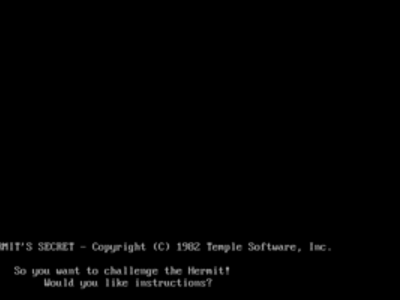 MIT'S SECRET - Copyright (C) 1982 Temple Software, Inc.
So you want to challenge the Hermit!
Would you like instructions?